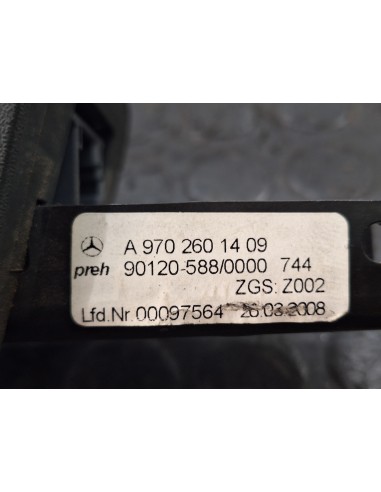 A 970 260 14 09
preh 90120-588/0000 744
ZGS: Z002
Lfd.Nr.00097564 26.03.2008